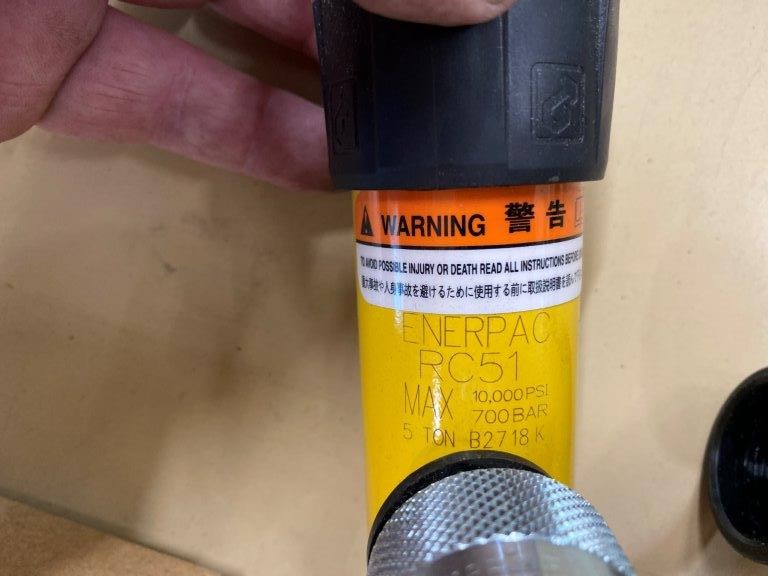 WARNING 警告
TO AVOID POSSIBLE INJURY OR DEATH READ ALL INSTRUCTIONS BEFORE
重大事故や人身事故を避けるために使用する前に取扱説明書を
ENERPAC
RC51
MAX 10,000 PSI
700 BAR
5 TON B2718K